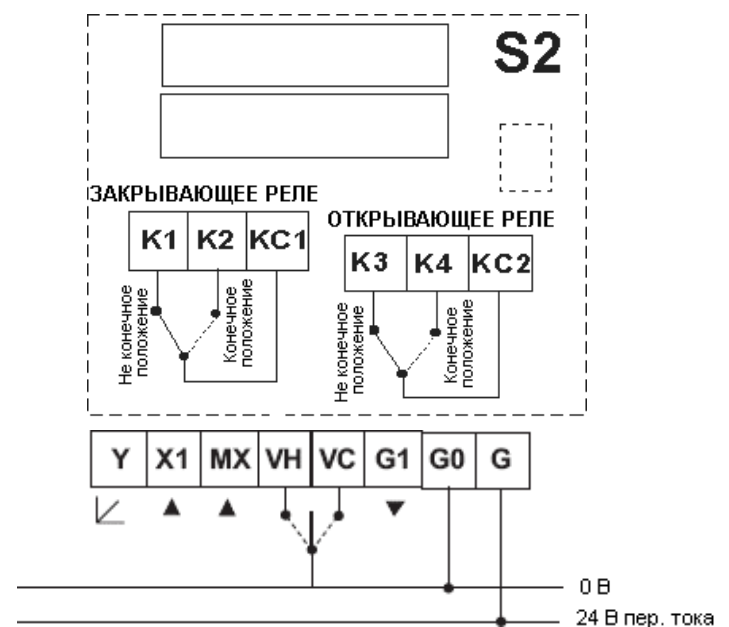 S2
ЗАКРЫВАЮЩЕЕ РЕЛЕ
K1 K2 KC1
Не конечное
положение
Конечное
положение
ОТКРЫВАЮЩЕЕ РЕЛЕ
K3 K4 KC2
Не конечное
положение
Конечное
положение
Y X1 MX VH VC G1 G0 G
0 В
24 В пер. тока